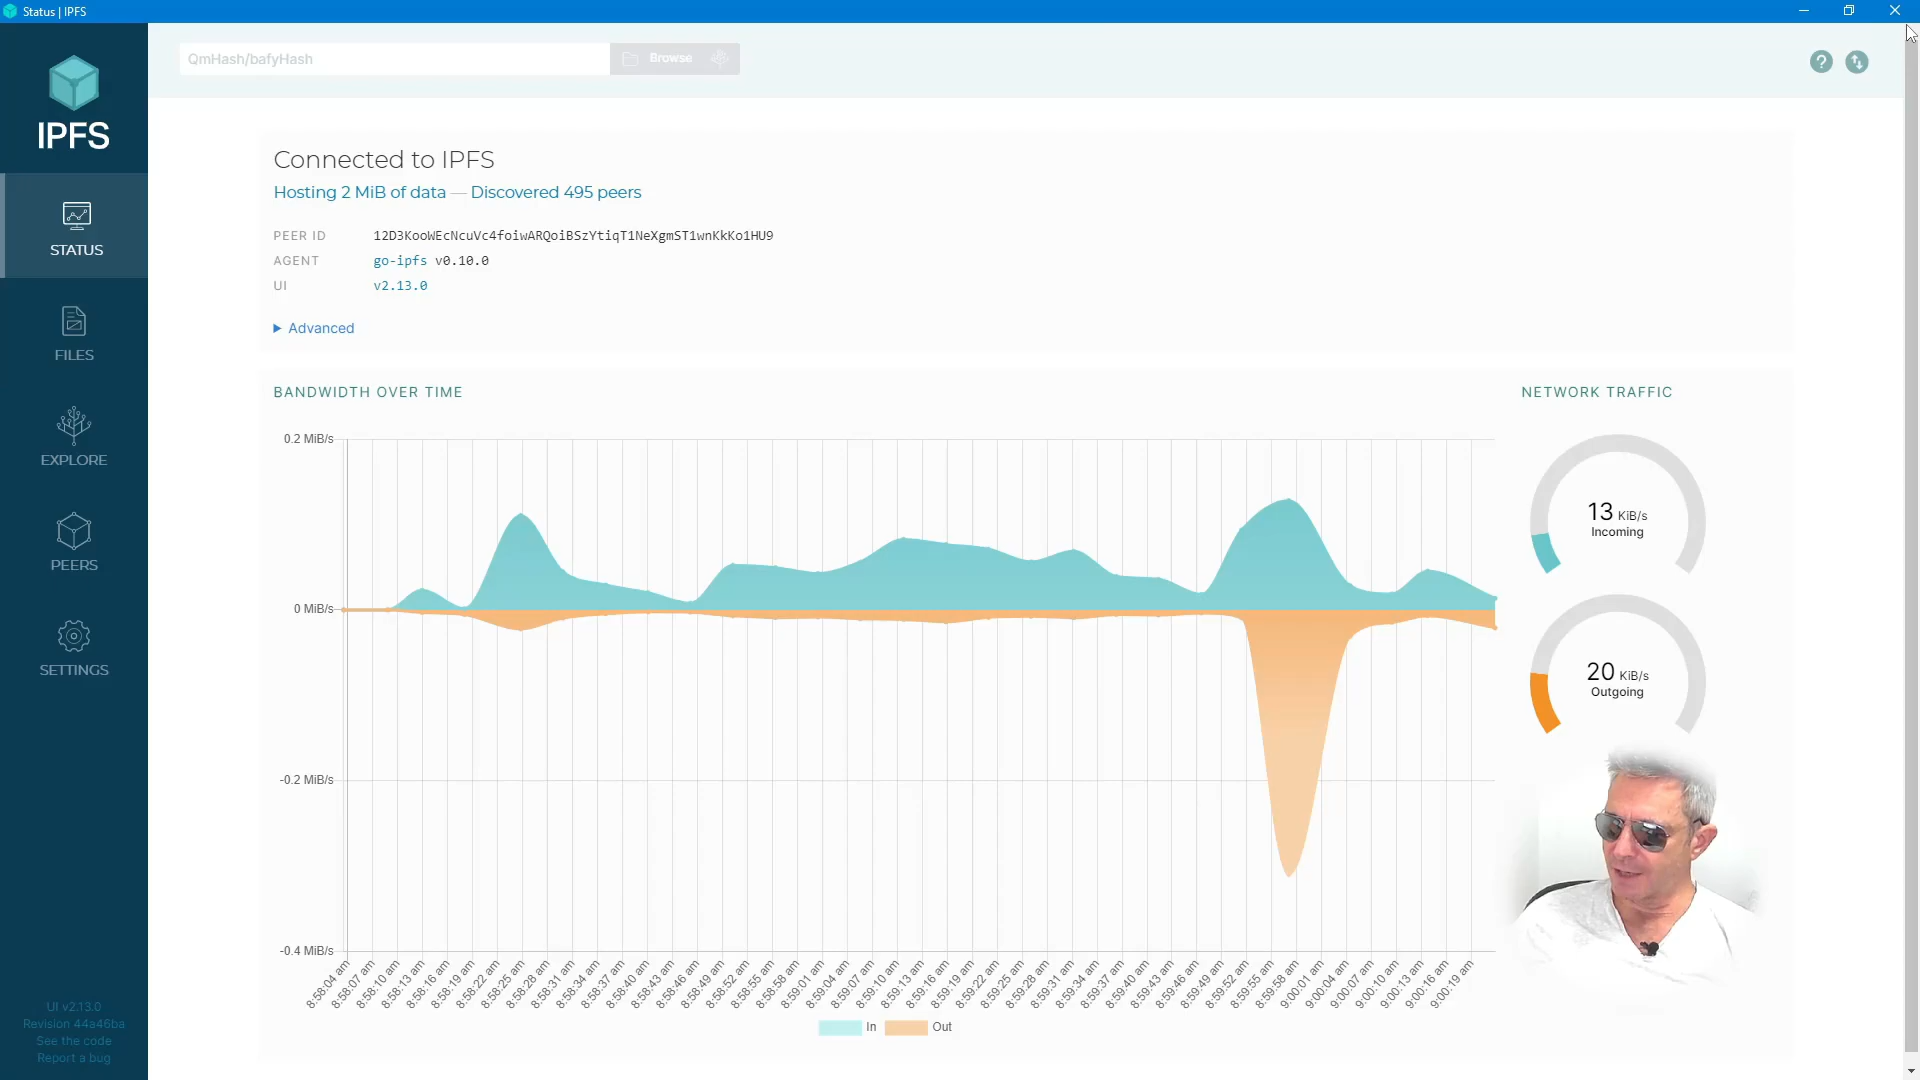 Status | IPFS
QmHash/bafyHash
Browse
IPFS
STATUS
FILES
EXPLORE
PEERS
SETTINGS
UI v2.13.0
Revision 44a46ba
See the code
Report a bug
Connected to IPFS
Hosting 2 MiB of data — Discovered 495 peers
PEER ID 12D3KooWEcNcuVc4foiwARQoiBSzYtiqT1NeXgmST1wnKkKo1HU9
AGENT go-ipfs v0.10.0
UI v2.13.0
Advanced
BANDWIDTH OVER TIME
0.2 MiB/s
0 MiB/s
-0.2 MiB/s
-0.4 MiB/s
8:58:04 am
8:58:07 am
8:58:10 am
8:58:13 am
8:58:16 am
8:58:19 am
8:58:22 am
8:58:25 am
8:58:28 am
8:58:31 am
8:58:34 am
8:58:37 am
8:58:40 am
8:58:43 am
8:58:46 am
8:58:49 am
8:58:52 am
8:58:55 am
8:58:58 am
8:59:01 am
8:59:04 am
8:59:07 am
8:59:10 am
8:59:13 am
8:59:16 am
8:59:19 am
8:59:22 am
8:59:25 am
8:59:28 am
8:59:31 am
8:59:34 am
8:59:37 am
8:59:40 am
8:59:43 am
8:59:46 am
8:59:49 am
8:59:52 am
8:59:55 am
8:59:58 am
9:00:01 am
9:00:04 am
9:00:07 am
9:00:10 am
9:00:13 am
9:00:16 am
9:00:19 am
In
Out
NETWORK TRAFFIC
13 KiB/s
Incoming
20 KiB/s
Outgoing